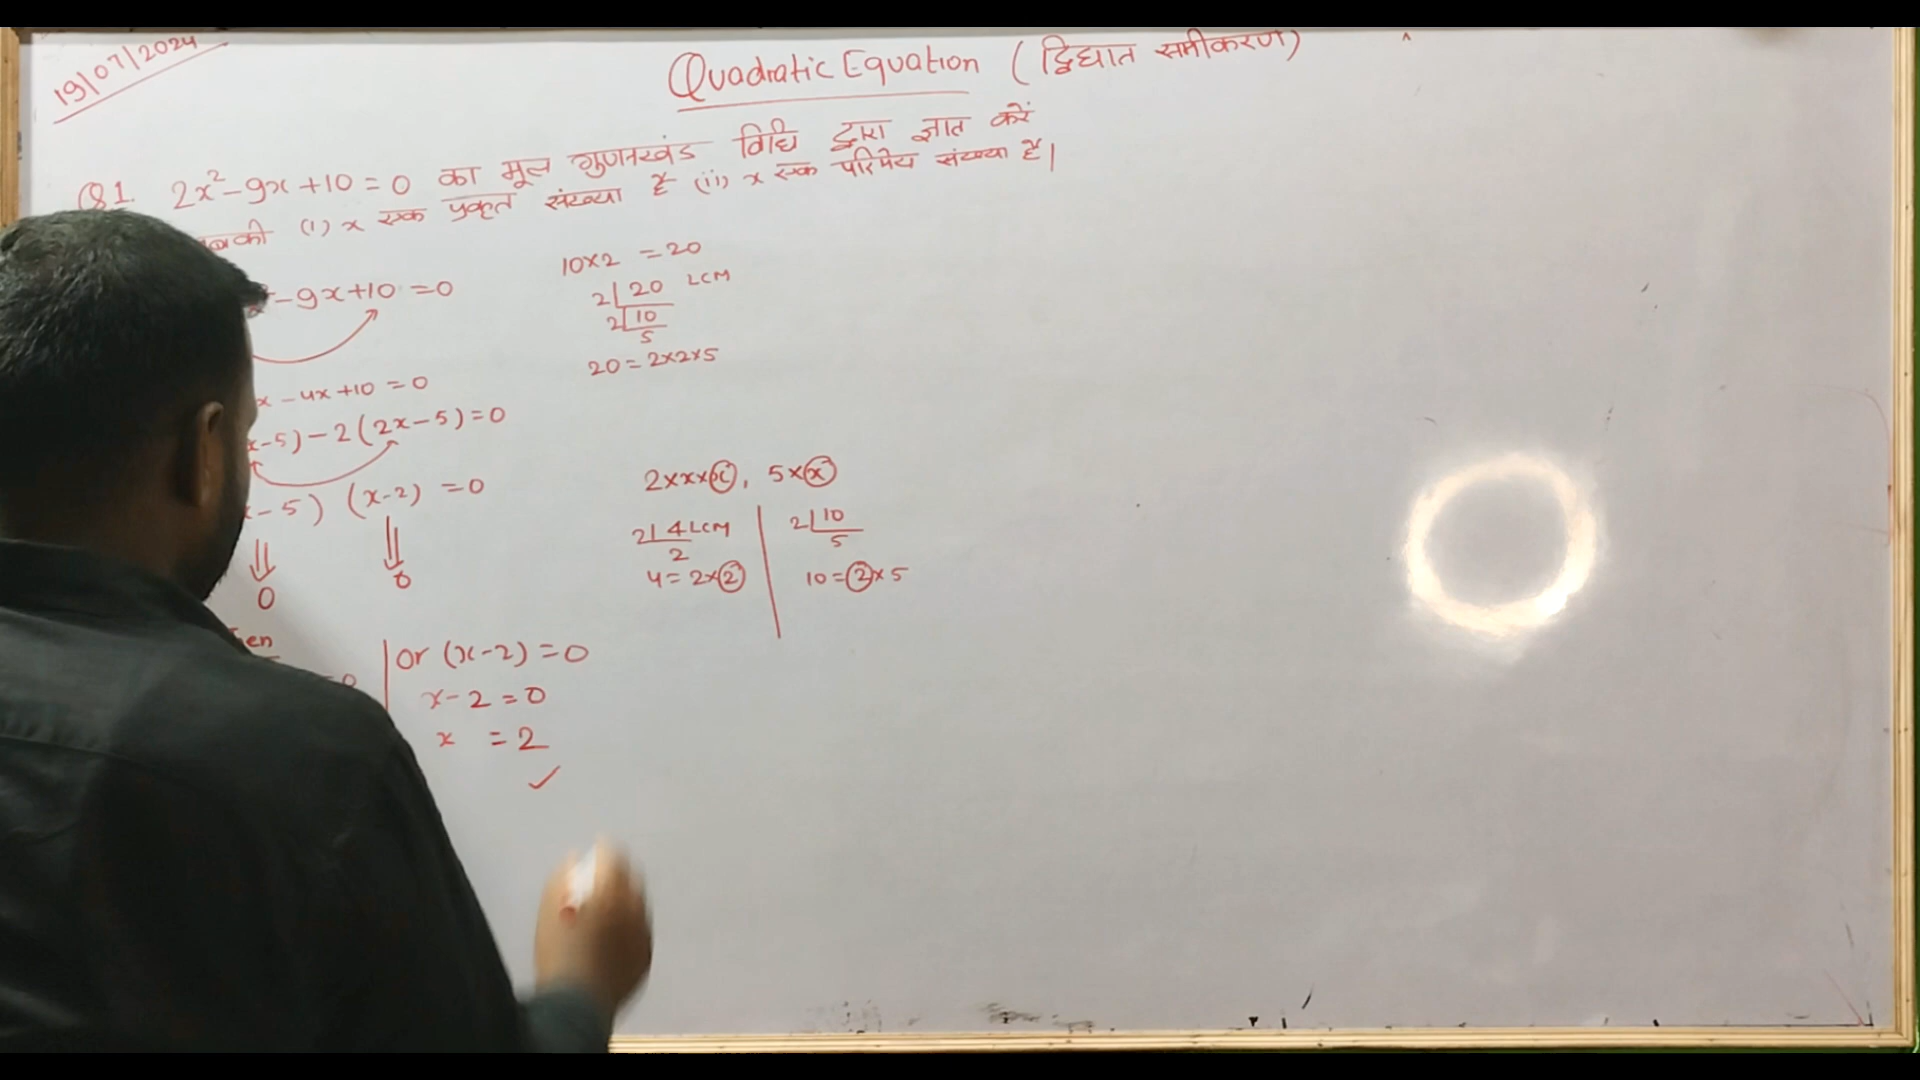 19/07/2024
Quadratic Equation (द्विघात समीकरण)
Q1. 2x²-9x+10=0 का मूल गुणनखंड विधि द्वारा ज्ञात करें
(i) x एक प्रकृत संख्या है (ii) x एक परिमेय संख्या है।
-9x+10=0
x-4x+10=0
x-5)-2(2x-5)=0
x-5) (x-2) =0
0
0
or (x-2)=0
x-2=0
x =2
10×2 =20
2|20 LCM
2|10
5
20=2×2×5
2×x×x, 5×x
2|4 LCM
2
4=2×2
2|10
5
10=2×5